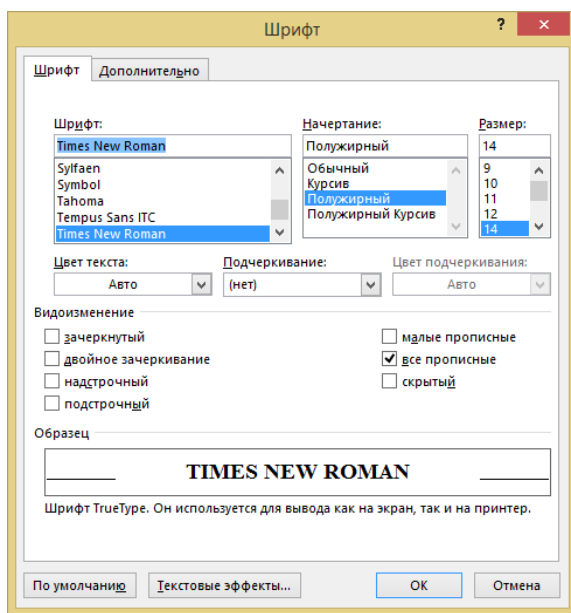 Шрифт ? ×
Шрифт Дополнительно
Шрифт: Начертание: Размер:
Times New Roman Полужирный 14
Sylfaen Обычный 9
Symbol Курсив 10
Tahoma Полужирный 11
Tempus Sans ITC Полужирный Курсив 12
Times New Roman 14
Цвет текста: Подчеркивание: Цвет подчеркивания:
Авто (нет) Авто
Видоизменение
зачеркнутый малые прописные
двойное зачеркивание все прописные
надстрочный скрытый
подстрочный
Образец
TIMES NEW ROMAN
Шрифт TrueType. Он используется для вывода как на экран, так и на принтер.
По умолчанию Текстовые эффекты... ОК Отмена